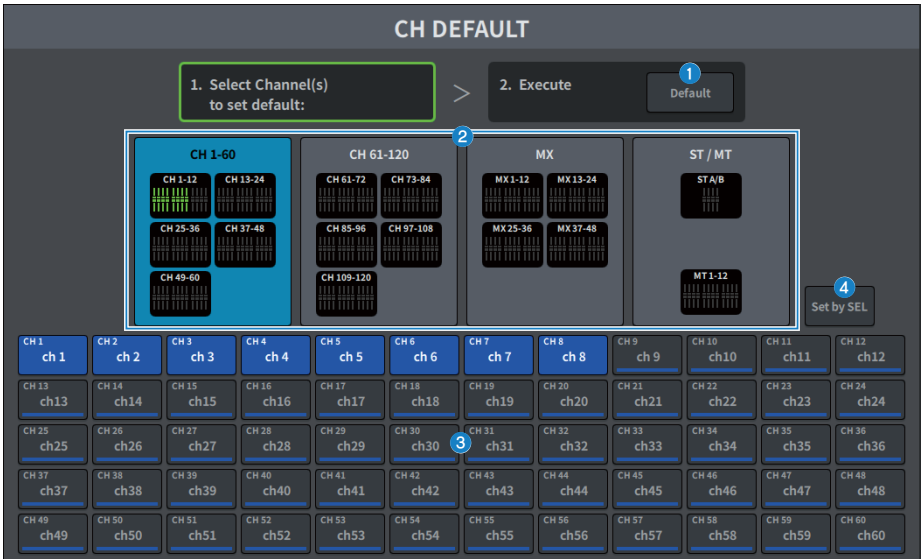 CH DEFAULT
1. Select Channel(s)
to set default:
>
2. Execute
1
Default
2
CH 1-60
CH 61-120
MX
ST / MT
CH 1-12
CH 13-24
CH 61-72
CH 73-84
MX 1-12
MX 13-24
ST A/B
CH 25-36
CH 37-48
CH 85-96
CH 97-108
MX 25-36
MX 37-48
CH 49-60
CH 109-120
MT 1-12
4
Set by SEL
CH 1 CH 2 CH 3 CH 4 CH 5 CH 6 CH 7 CH 8 CH 9 CH 10 CH 11 CH 12
ch 1 ch 2 ch 3 ch 4 ch 5 ch 6 ch 7 ch 8 ch 9 ch10 ch11 ch12
CH 13 CH 14 CH 15 CH 16 CH 17 CH 18 CH 19 CH 20 CH 21 CH 22 CH 23 CH 24
ch13 ch14 ch15 ch16 ch17 ch18 ch19 ch20 ch21 ch22 ch23 ch24
CH 25 CH 26 CH 27 CH 28 CH 29 CH 30 CH 31 CH 32 CH 33 CH 34 CH 35 CH 36
ch25 ch26 ch27 ch28 ch29 ch30 3 ch31 ch32 ch33 ch34 ch35 ch36
CH 37 CH 38 CH 39 CH 40 CH 41 CH 42 CH 43 CH 44 CH 45 CH 46 CH 47 CH 48
ch37 ch38 ch39 ch40 ch41 ch42 ch43 ch44 ch45 ch46 ch47 ch48
CH 49 CH 50 CH 51 CH 52 CH 53 CH 54 CH 55 CH 56 CH 57 CH 58 CH 59 CH 60
ch49 ch50 ch51 ch52 ch53 ch54 ch55 ch56 ch57 ch58 ch59 ch60